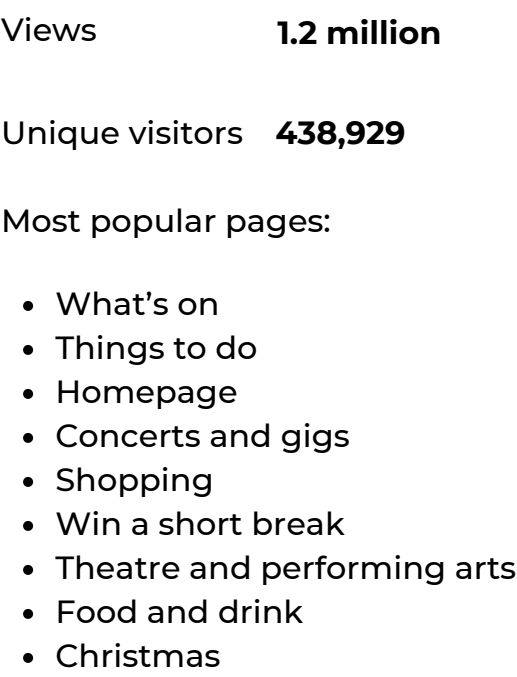 Views 1.2 million
Unique visitors 438,929
Most popular pages:
• What’s on
• Things to do
• Homepage
• Concerts and gigs
• Shopping
• Win a short break
• Theatre and performing arts
• Food and drink
• Christmas